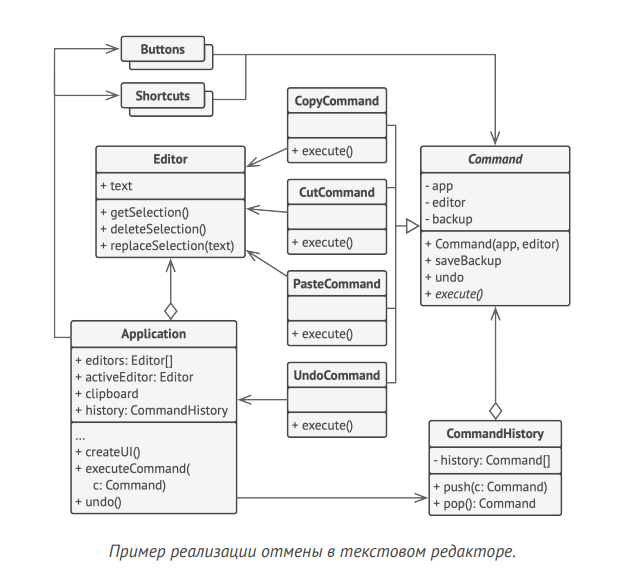 Buttons
Shortcuts
CopyCommand
+ execute()
Editor
+ text
+ getSelection()
+ deleteSelection()
+ replaceSelection(text)
CutCommand
+ execute()
Command
- app
- editor
- backup
+ Command(app, editor)
+ saveBackup
+ undo
+ execute()
PasteCommand
+ execute()
Application
+ editors: Editor[]
+ activeEditor: Editor
+ clipboard
+ history: CommandHistory
...
+ createUI()
+ executeCommand(
c: Command)
+ undo()
UndoCommand
+ execute()
CommandHistory
- history: Command[]
+ push(c: Command)
+ pop(): Command
Пример реализации отмены в текстовом редакторе.